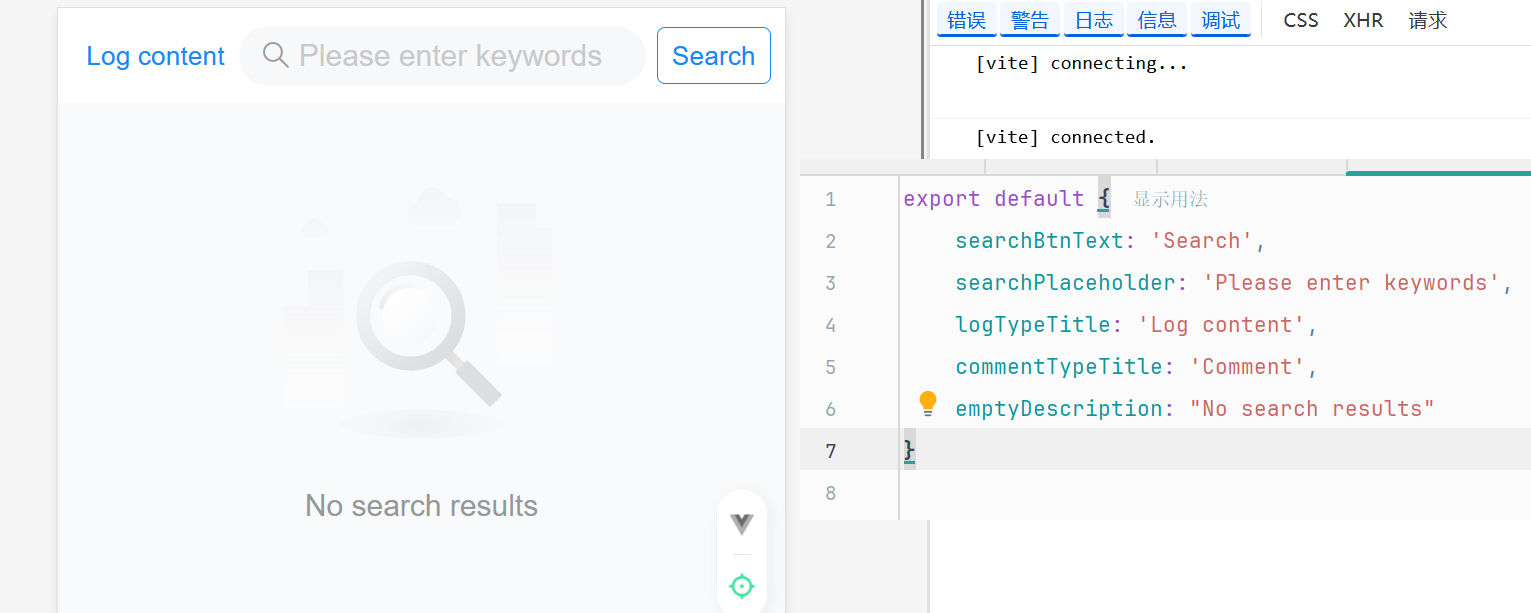 Log content
Please enter keywords
Search
No search results
错误 警告 日志 信息 调试 CSS XHR 请求
[vite] connecting...
[vite] connected.
1 export default { 显示用法
2 searchBtnText: 'Search',
3 searchPlaceholder: 'Please enter keywords',
4 logTypeTitle: 'Log content',
5 commentTypeTitle: 'Comment',
6 emptyDescription: "No search results"
7 }
8